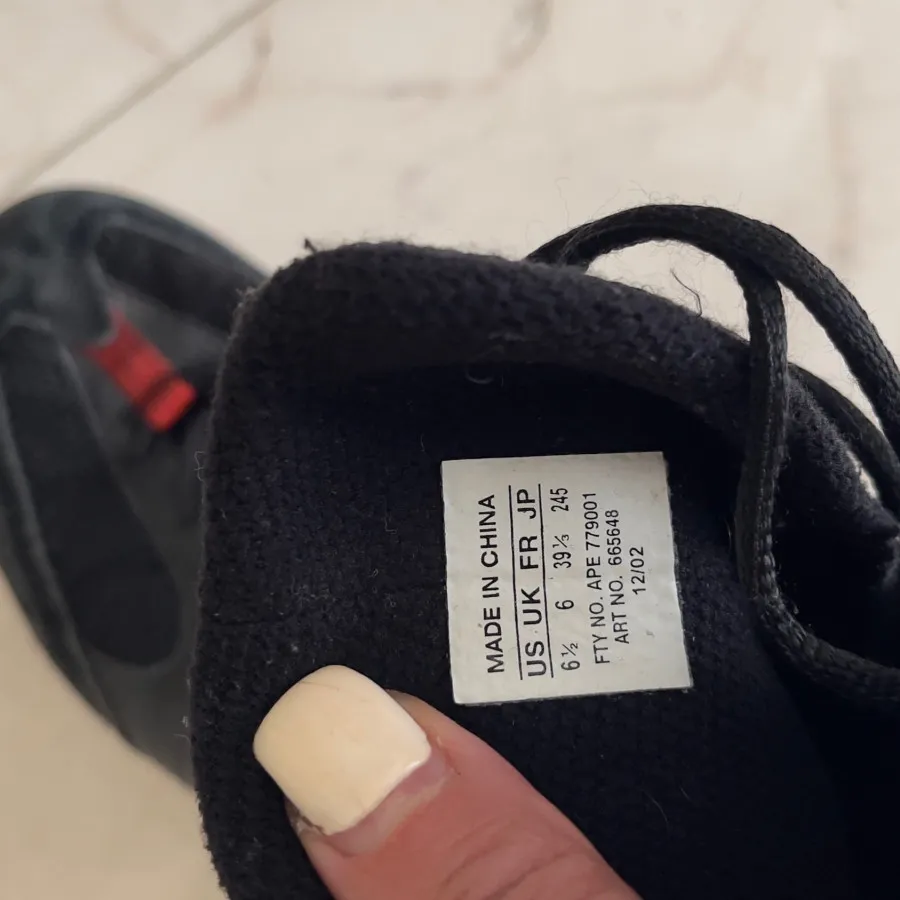 MADE IN CHINA
US UK FR JP
6½ 6 39⅓ 245
FTY NO. APE 779001
ART NO. 665648
12/02